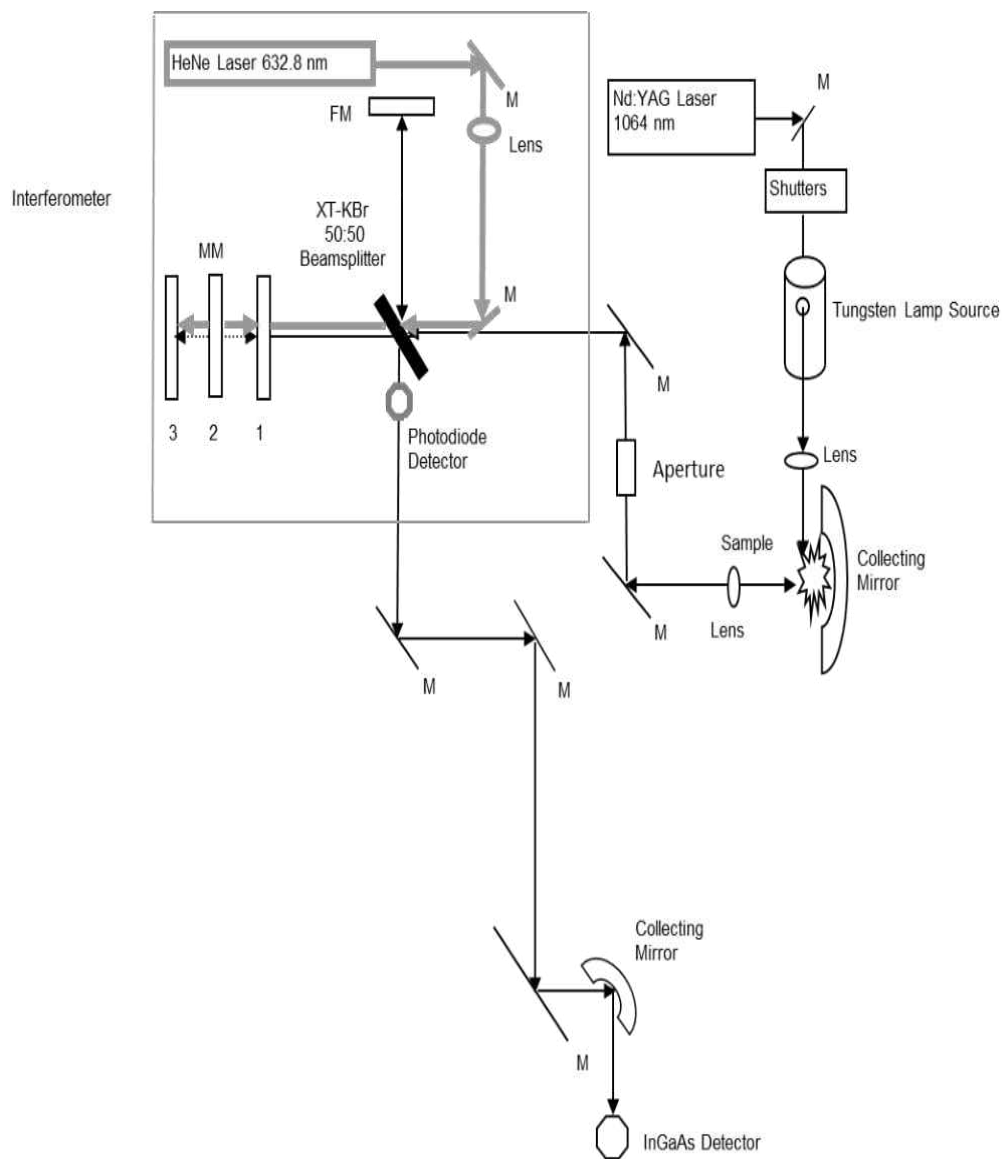 HeNe Laser 632.8 nm
M
FM
Lens
Nd:YAG Laser
1064 nm
M
Shutters
Interferometer
XT-KBr
50:50
Beamsplitter
MM
M
Tungsten Lamp Source
M
3
2
1
Photodiode
Detector
Aperture
Lens
Sample
Collecting
Mirror
M
Lens
M
M
Collecting
Mirror
M
InGaAs Detector